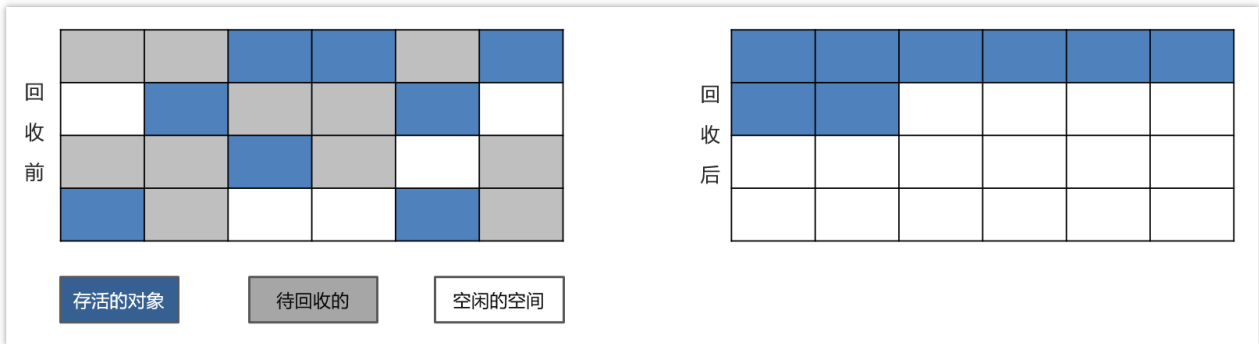 回收前
回收后
存活的对象
待回收的
空闲的空间